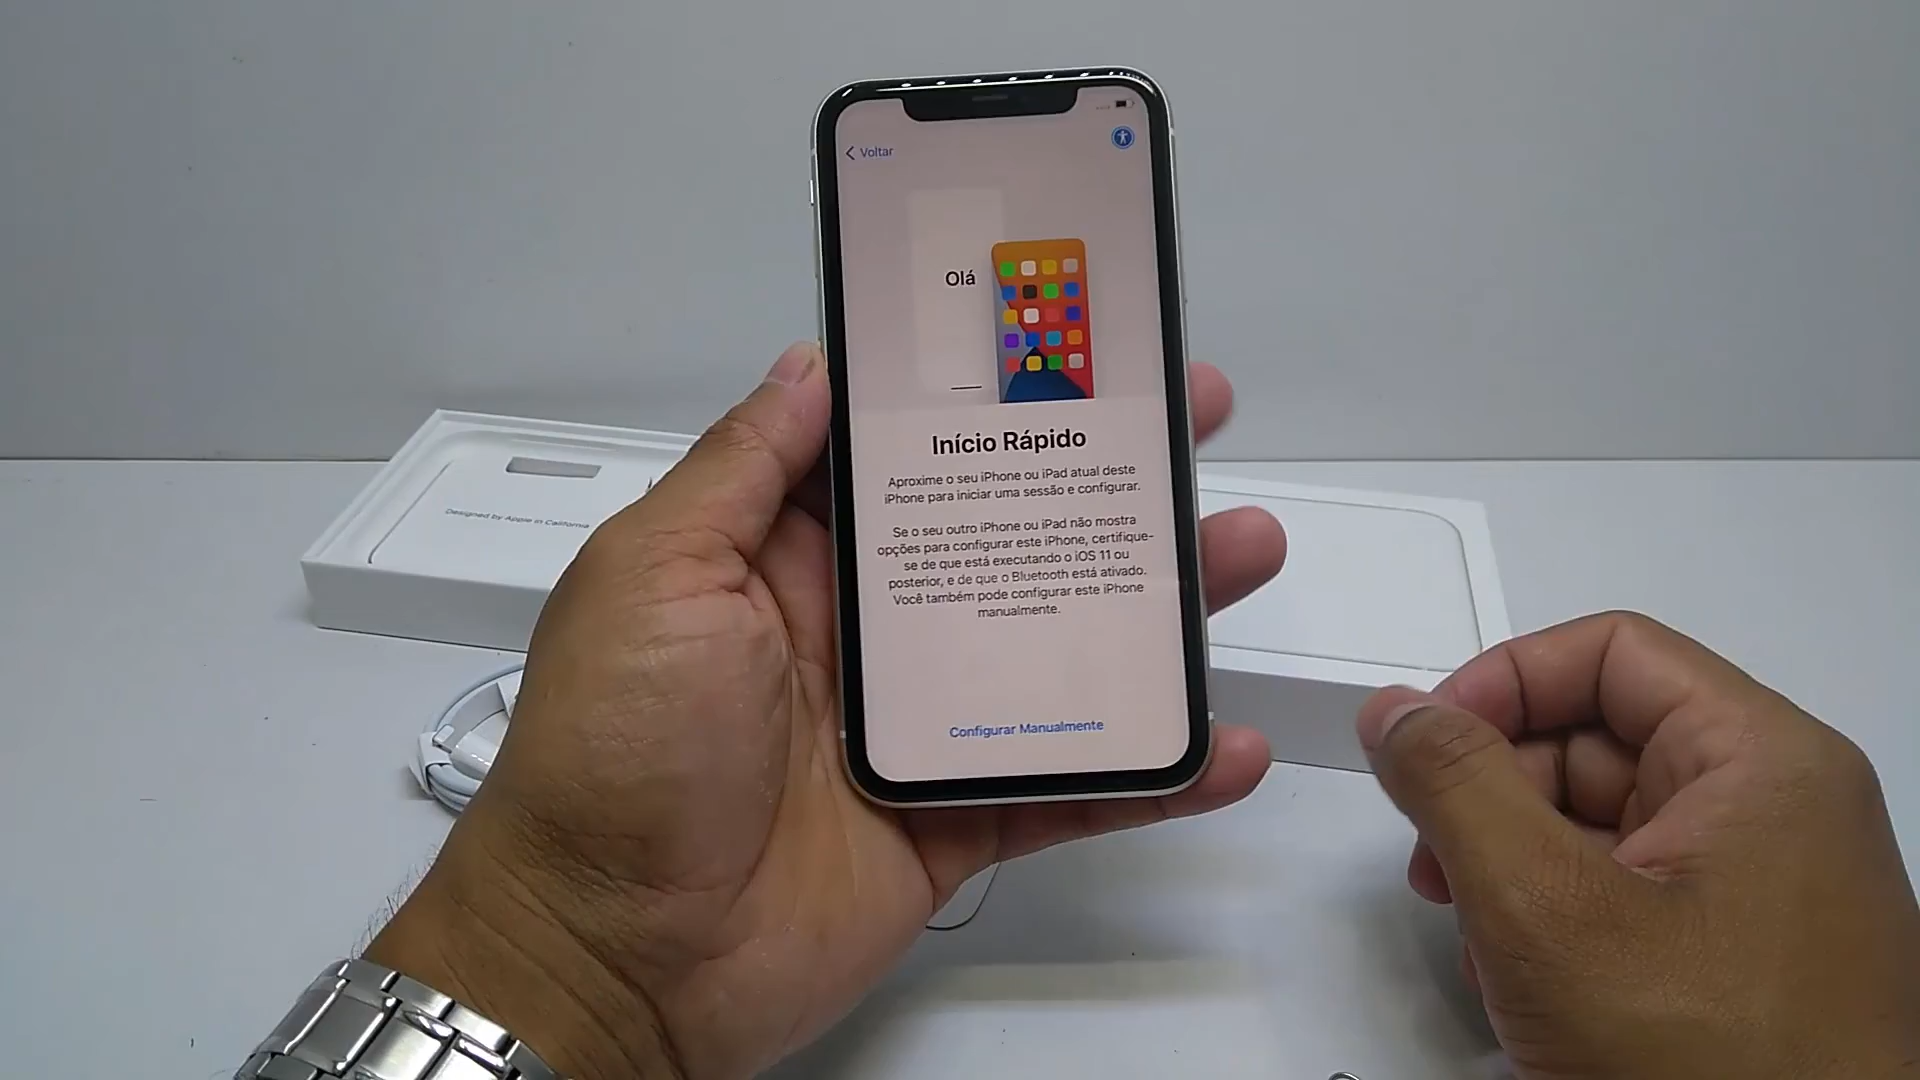 Voltar
Olá
Início Rápido
Aproxime o seu iPhone ou iPad atual deste
iPhone para iniciar uma sessão e configurar.
Se o seu outro iPhone ou iPad não mostra
opções para configurar este iPhone, certifique-
se de que está executando o iOS 11 ou
posterior, e de que o Bluetooth está ativado.
Você também pode configurar este iPhone
manualmente.
Configurar Manualmente
Designed by Apple in California